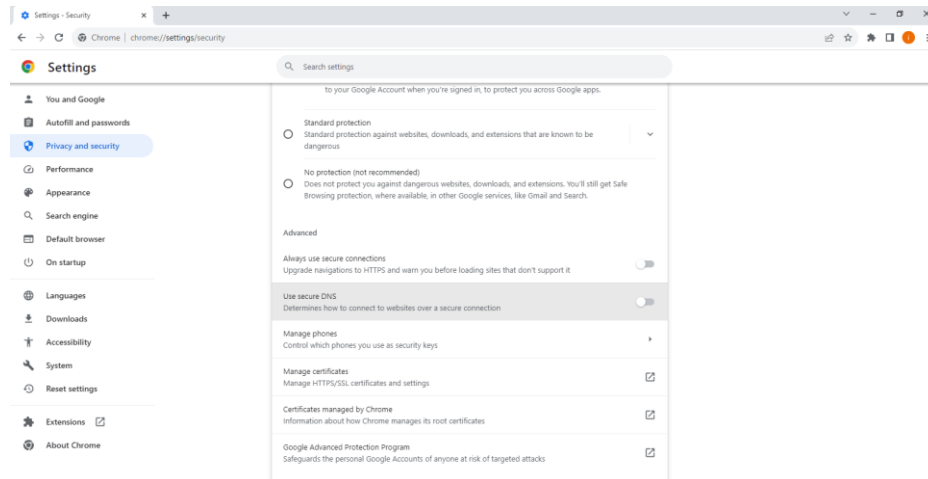 Settings - Security
Chrome | chrome://settings/security
Settings
Search settings
You and Google
Autofill and passwords
Privacy and security
Performance
Appearance
Search engine
Default browser
On startup
Languages
Downloads
Accessibility
System
Reset settings
Extensions
About Chrome
to your Google Account when you're signed in, to protect you across Google apps.
Standard protection
Standard protection against websites, downloads, and extensions that are known to be
dangerous
No protection (not recommended)
Does not protect you against dangerous websites, downloads, and extensions. You'll still get Safe
Browsing protection, where available, in other Google services, like Gmail and Search.
Advanced
Always use secure connections
Upgrade navigations to HTTPS and warn you before loading sites that don't support it
Use secure DNS
Determines how to connect to websites over a secure connection
Manage phones
Control which phones you use as security keys
Manage certificates
Manage HTTPS/SSL certificates and settings
Certificates managed by Chrome
Information about how Chrome manages its root certificates
Google Advanced Protection Program
Safeguards the personal Google Accounts of anyone at risk of targeted attacks